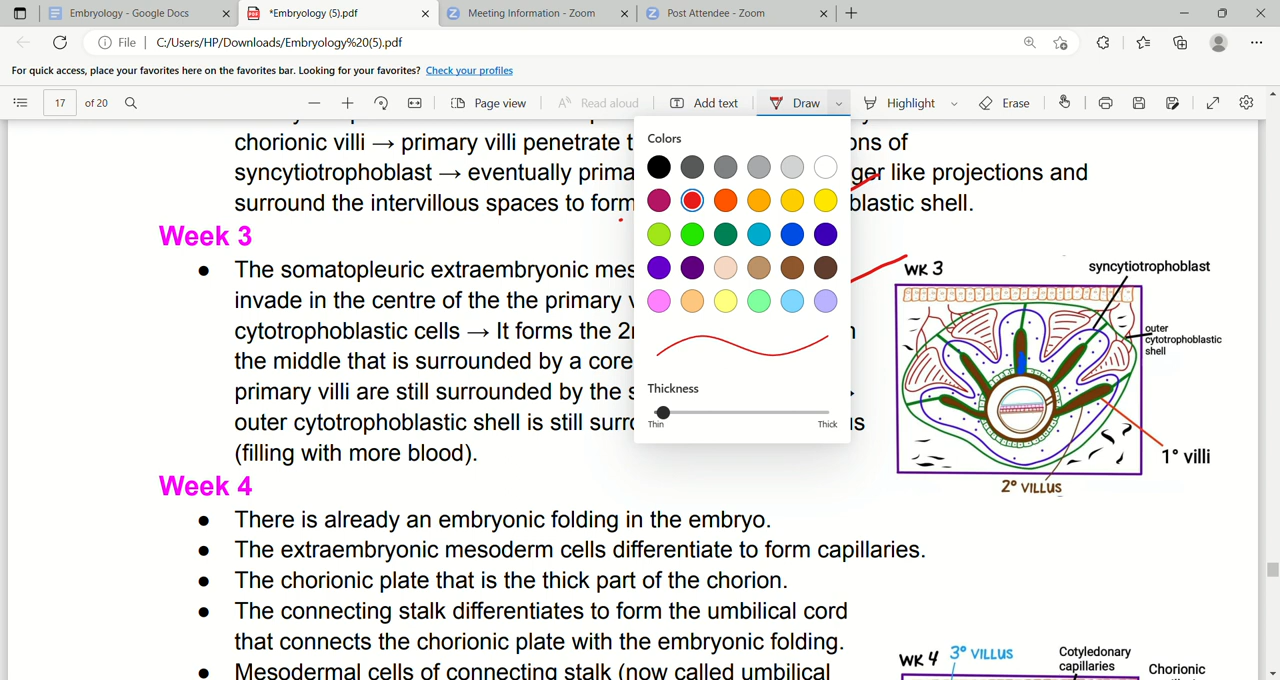 Embryology - Google Docs
*Embryology (5).pdf
Meeting Information - Zoom
Post Attendee - Zoom
File
C:/Users/HP/Downloads/Embryology%20(5).pdf
For quick access, place your favorites here on the favorites bar. Looking for your favorites? Check your profiles
17 of 20
Page view
Read aloud
Add text
Draw
Highlight
Erase
chorionic villi → primary villi penetrate t
ons of
syncytiotrophoblast → eventually prima
ger like projections and
surround the intervillous spaces to form
blastic shell.
Week 3
● The somatopleuric extraembryonic mes
invade in the centre of the the primary v
cytotrophoblastic cells → It forms the 2
the middle that is surrounded by a core
primary villi are still surrounded by the s
outer cytotrophoblastic shell is still surro
us
(filling with more blood).
Week 4
● There is already an embryonic folding in the embryo.
● The extraembryonic mesoderm cells differentiate to form capillaries.
● The chorionic plate that is the thick part of the chorion.
● The connecting stalk differentiates to form the umbilical cord
that connects the chorionic plate with the embryonic folding.
● Mesodermal cells of connecting stalk (now called umbilical
Colors
Thickness
Thin
Thick
WK 3
syncytiotrophoblast
outer
cytotrophoblastic
shell
1° villi
2° VILLUS
WK 4
3° VILLUS
Cotyledonary
capillaries
Chorionic